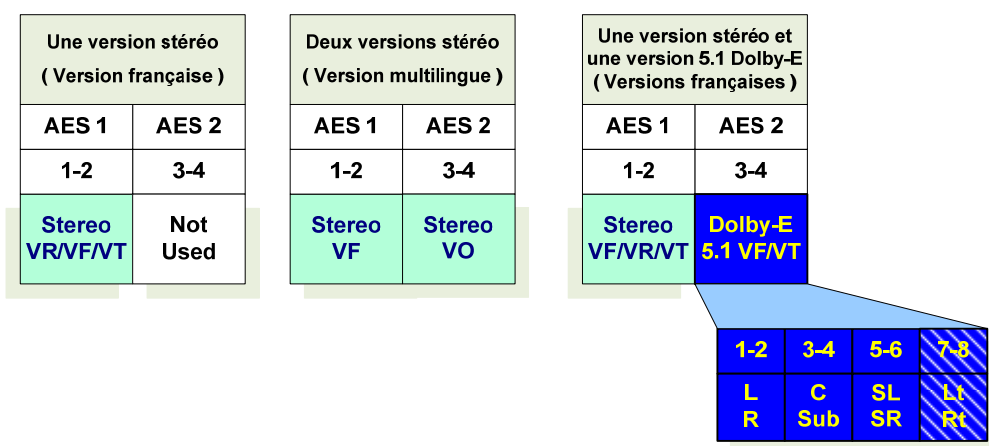 Une version stéréo
( Version française )
AES 1
AES 2
1-2
3-4
Stereo
VR/VF/VT
Not
Used
Deux versions stéréo
( Version multilingue )
AES 1
AES 2
1-2
3-4
Stereo
VF
Stereo
VO
Une version stéréo et
une version 5.1 Dolby-E
( Versions françaises )
AES 1
AES 2
1-2
3-4
Stereo
VF/VR/VT
Dolby-E
5.1 VF/VT
1-2
3-4
5-6
7-8
L
R
C
Sub
SL
SR
Lt
Rt